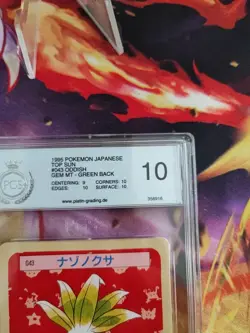 1995 POKEMON JAPANESE
TOP SUN
#043 ODDISH
GEM MT - GREEN BACK
CENTERING: 9 CORNERS: 10
EDGES: 10 SURFACE: 10
10
www.platin-grading.de
PGS
043
ナゾノクサ